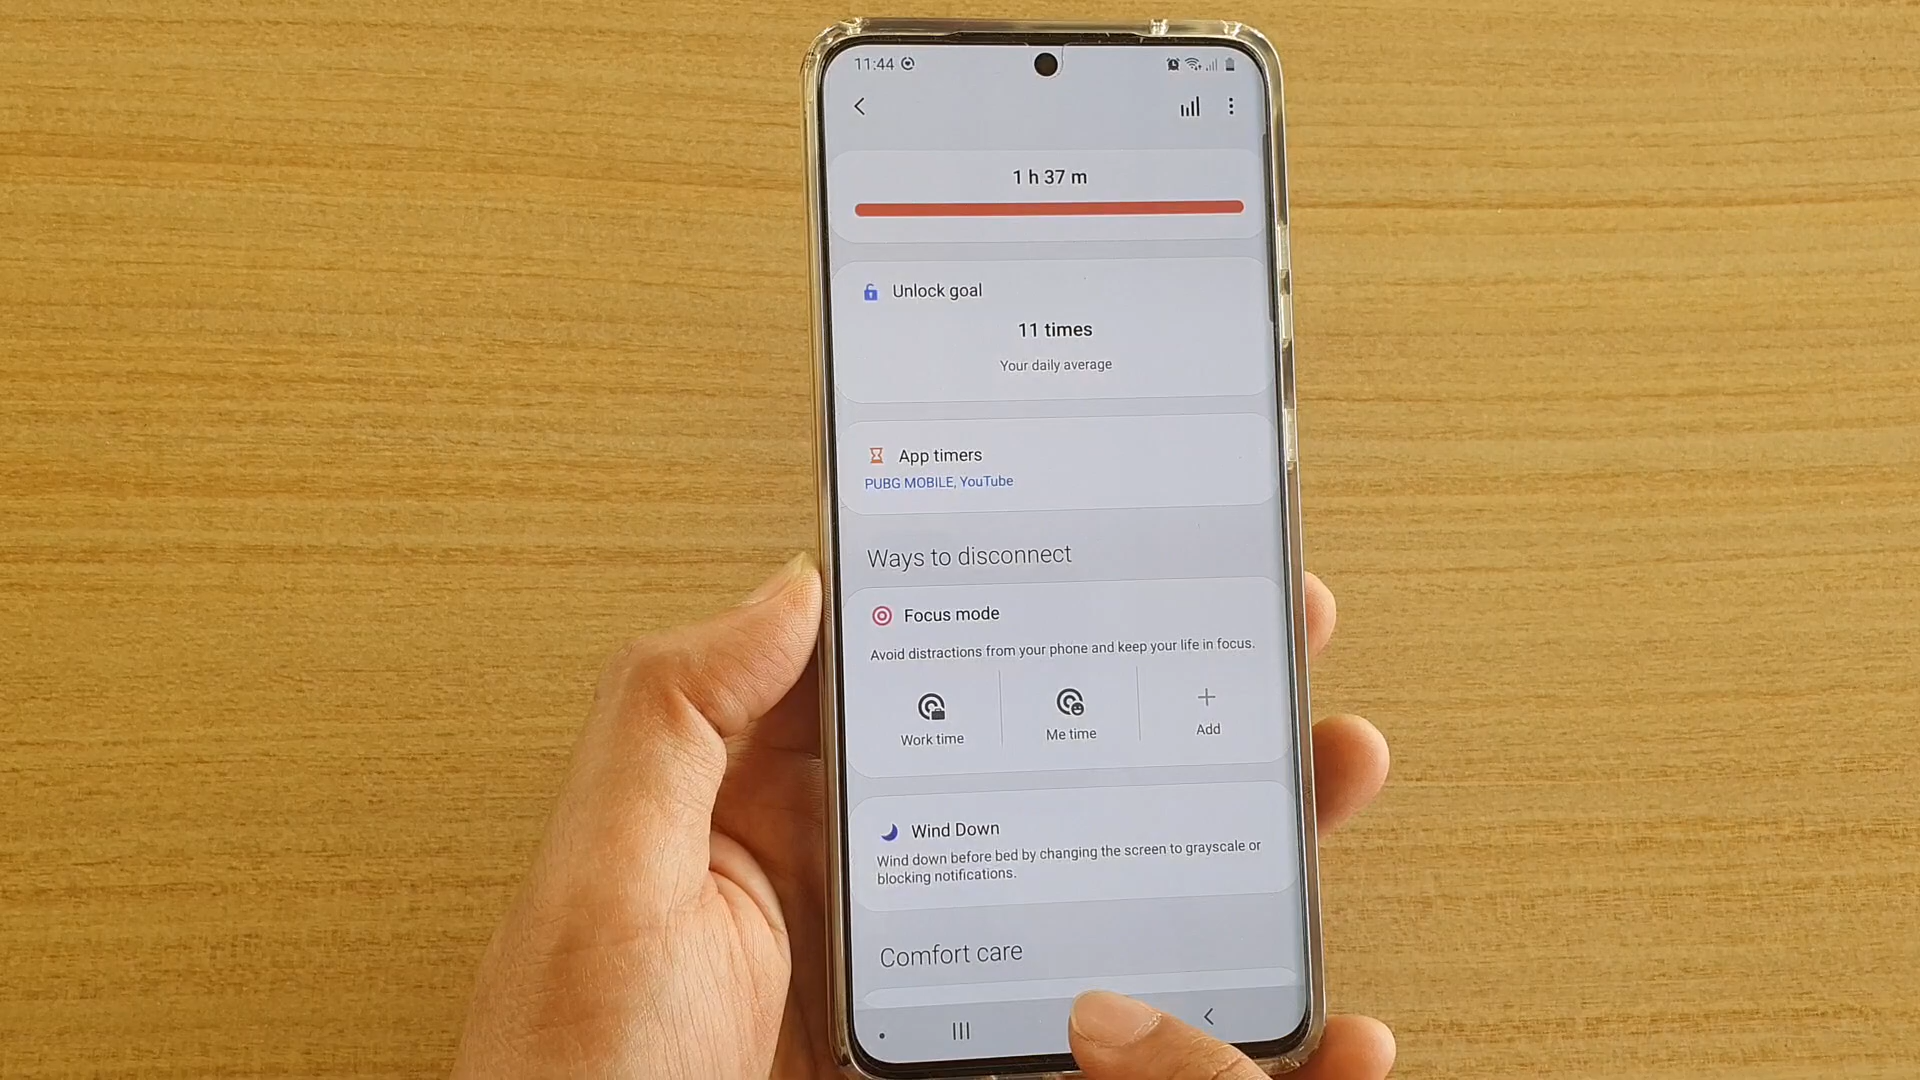 11:44
1 h 37 m
Unlock goal
11 times
Your daily average
App timers
PUBG MOBILE, YouTube
Ways to disconnect
Focus mode
Avoid distractions from your phone and keep your life in focus.
Work time
Me time
Add
Wind Down
Wind down before bed by changing the screen to grayscale or
blocking notifications.
Comfort care